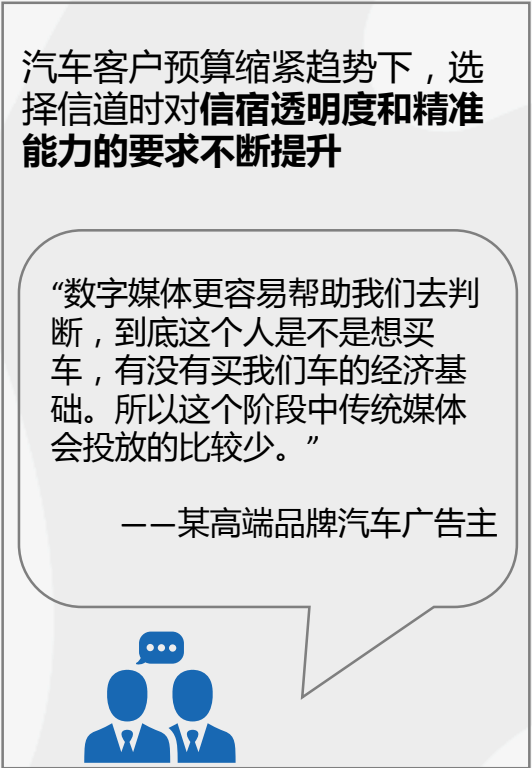 汽车客户预算缩紧趋势下，选
择信道时对信宿透明度和精准
能力的要求不断提升
“数字媒体更容易帮助我们去判
断，到底这个人是不是想买
车，有没有买我们车的经济基
础。所以这个阶段中传统媒体
会投放的比较少。”
——某高端品牌汽车广告主